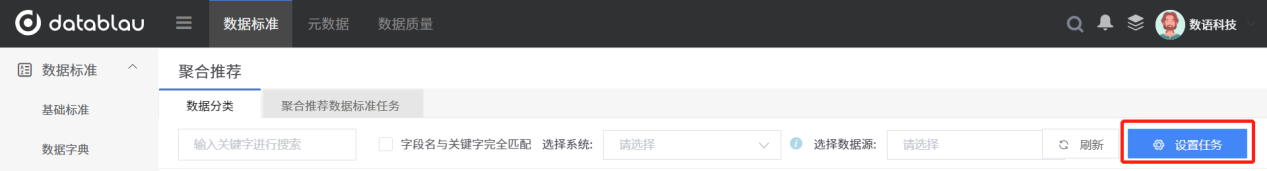 datablau 数据标准 元数据 数据质量 数语科技
数据标准 聚合推荐
基础标准 数据分类 聚合推荐数据标准任务
数据字典 输入关键字进行搜索 字段名与关键字完全匹配 选择系统: 请选择 选择数据源: 请选择 刷新 设置任务